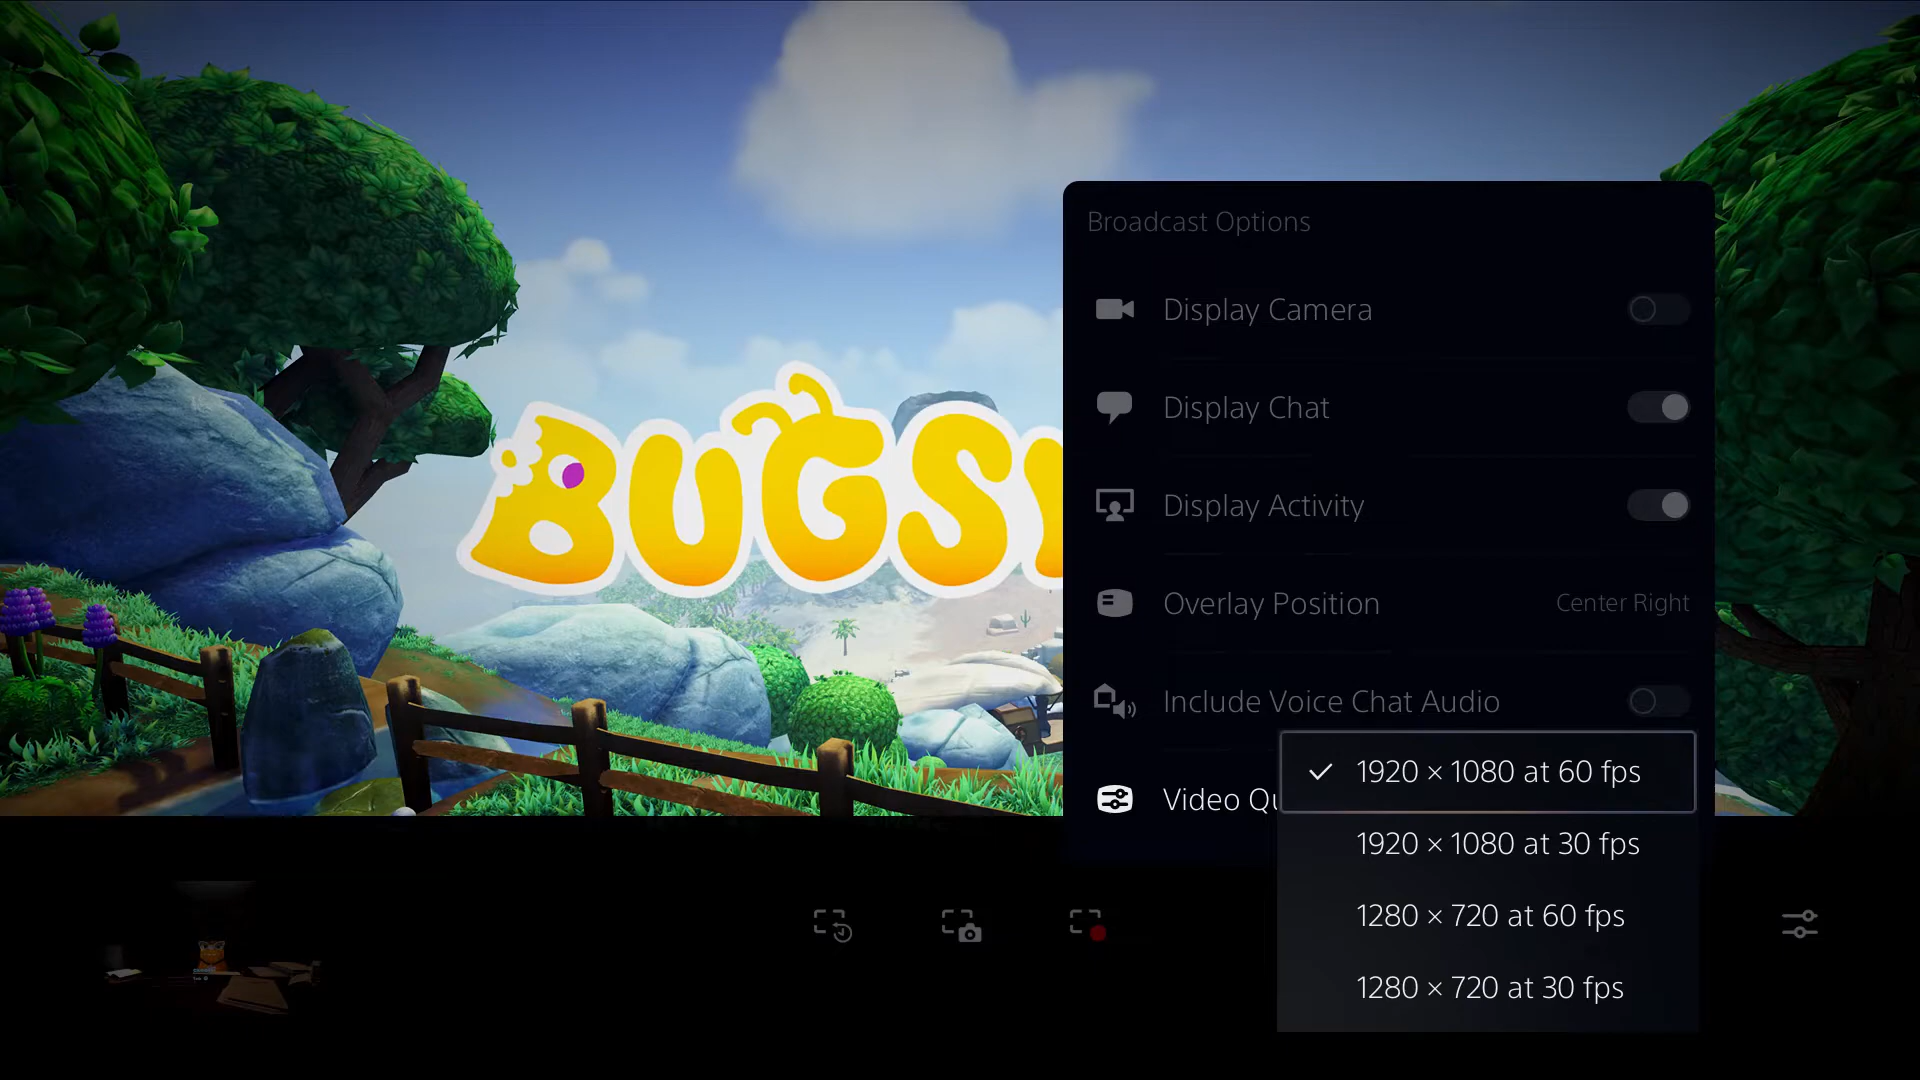 Broadcast Options
Display Camera
Display Chat
Display Activity
Overlay Position Center Right
Include Voice Chat Audio
Video Qu
1920 × 1080 at 60 fps
1920 × 1080 at 30 fps
1280 × 720 at 60 fps
1280 × 720 at 30 fps
BUGS